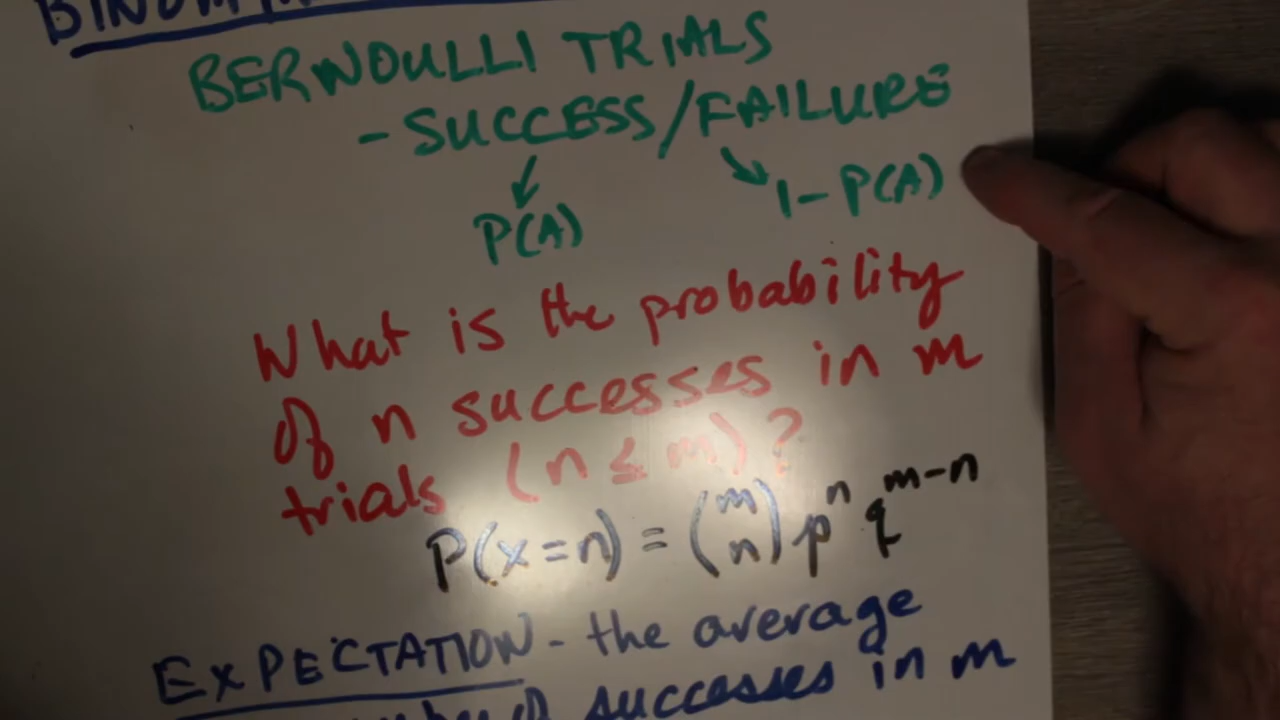 BERNOULLI TRIALS
- SUCCESS/FAILURE
P(A) 1-P(A)
What is the probability
of n successes in m
trials (n ≤ m)?
P(x=n) = (m n) p^n q^m-n
EXPECTATION - the average
successes in m